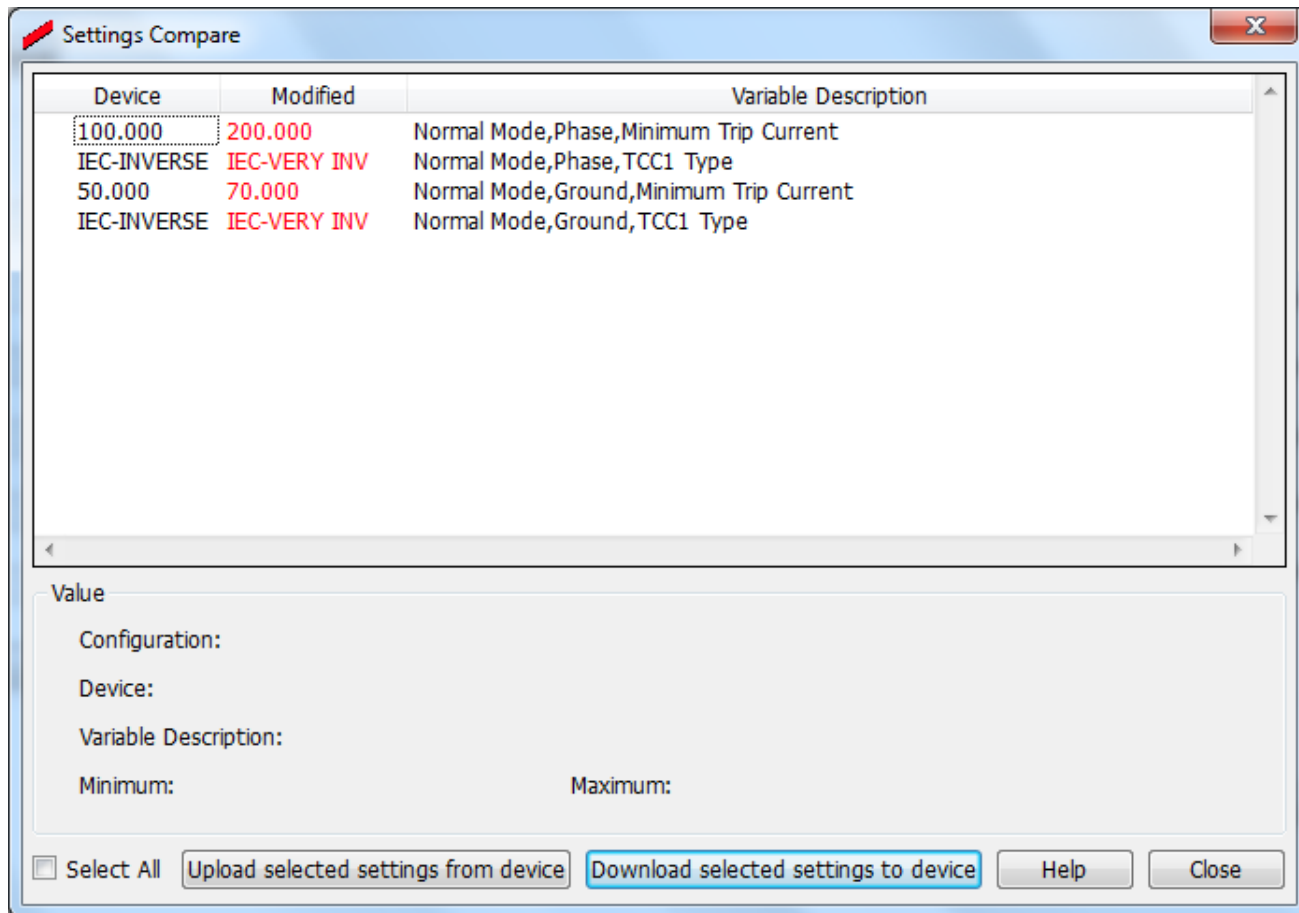 Settings Compare
Device Modified Variable Description
100.000 200.000 Normal Mode,Phase,Minimum Trip Current
IEC-INVERSE IEC-VERY INV Normal Mode,Phase,TCC1 Type
50.000 70.000 Normal Mode,Ground,Minimum Trip Current
IEC-INVERSE IEC-VERY INV Normal Mode,Ground,TCC1 Type
Value
Configuration:
Device:
Variable Description:
Minimum: Maximum:
Select All Upload selected settings from device Download selected settings to device Help Close